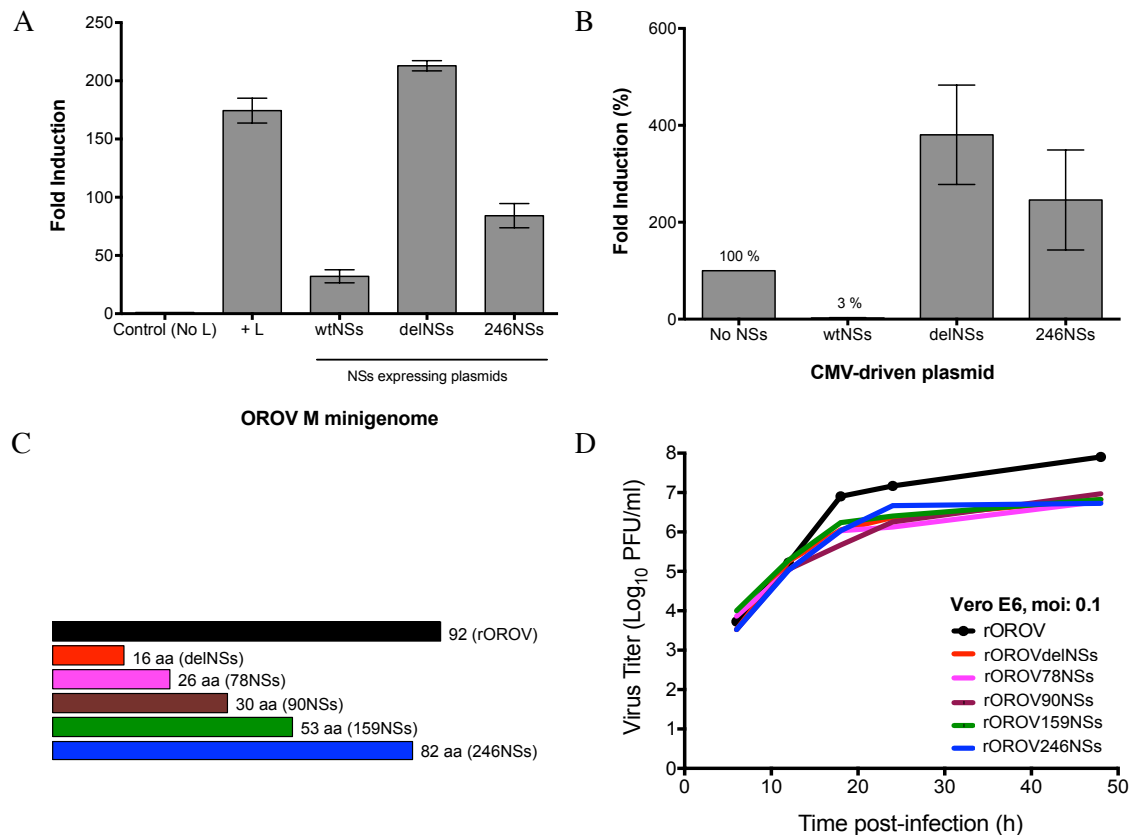 A
250
200
150
100
50
0
Fold Induction
Control (No L)
+ L
wtNSs
delNSs
246NSs
NSs expressing plasmids
OROV M minigenome
B
600
400
200
0
Fold Induction (%)
100 %
3 %
No NSs
wtNSs
delNSs
246NSs
CMV-driven plasmid
C
92 (rOROV)
16 aa (delNSs)
26 aa (78NSs)
30 aa (90NSs)
53 aa (159NSs)
82 aa (246NSs)
D
8
7
6
5
4
3
2
1
0
Virus Titer (Log10 PFU/ml)
Vero E6, moi: 0.1
rOROV
rOROVdelNSs
rOROV78NSs
rOROV90NSs
rOROV159NSs
rOROV246NSs
0 10 20 30 40 50
Time post-infection (h)